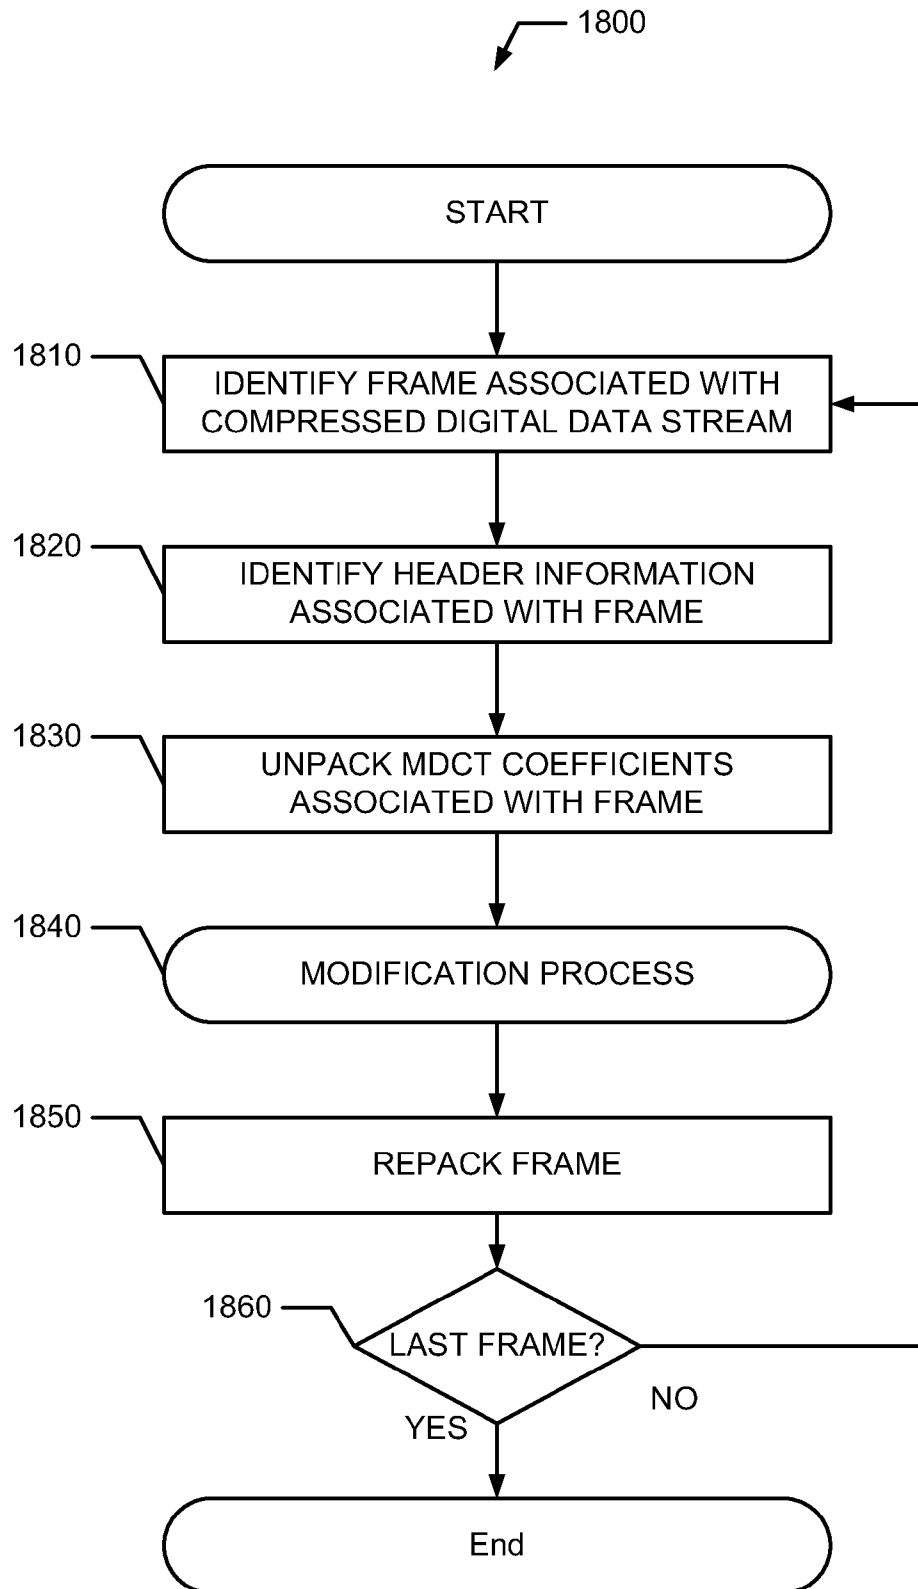 1800
START
1810
IDENTIFY FRAME ASSOCIATED WITH
COMPRESSED DIGITAL DATA STREAM
1820
IDENTIFY HEADER INFORMATION
ASSOCIATED WITH FRAME
1830
UNPACK MDCT COEFFICIENTS
ASSOCIATED WITH FRAME
1840
MODIFICATION PROCESS
1850
REPACK FRAME
1860
LAST FRAME?
NO
YES
End